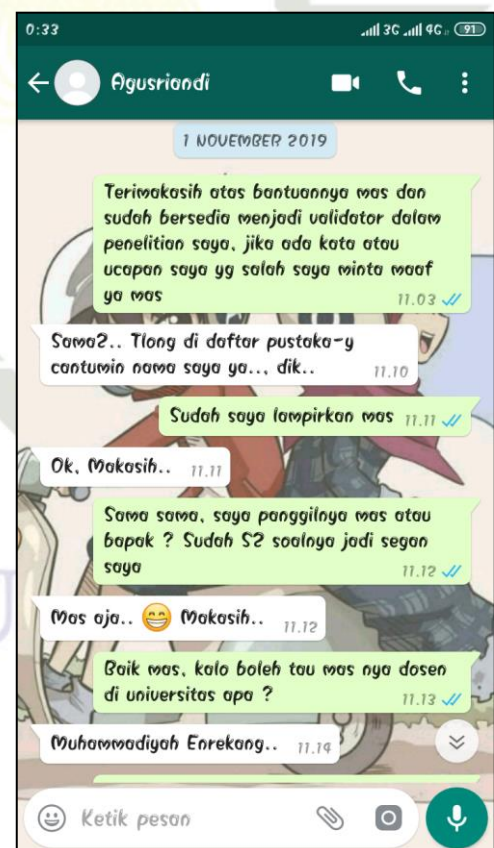 0:33 3G 4G 91
Agusriandi
1 NOVEMBER 2019
Terimakasih atas bantuannya mas dan
sudah bersedia menjadi validator dalam
penelitian saya, jika ada kata atau
ucapan saya yg salah saya minta maaf
ya mas 11.03
Sama2.. Tlong di daftar pustaka-y
cantumin nama saya ya.., dik.. 11.10
Sudah saya lampirkan mas 11.11
Ok, Makasih.. 11.11
Sama sama, saya panggilnya mas atau
bapak ? Sudah S2 soalnya jadi segan
saya 11.12
Mas aja.. 😁 Makasih.. 11.12
Baik mas, kalo boleh tau mas nya dosen
di universitas apa ? 11.13
Muhammadiyah Enrekang.. 11.14
Ketik pesan